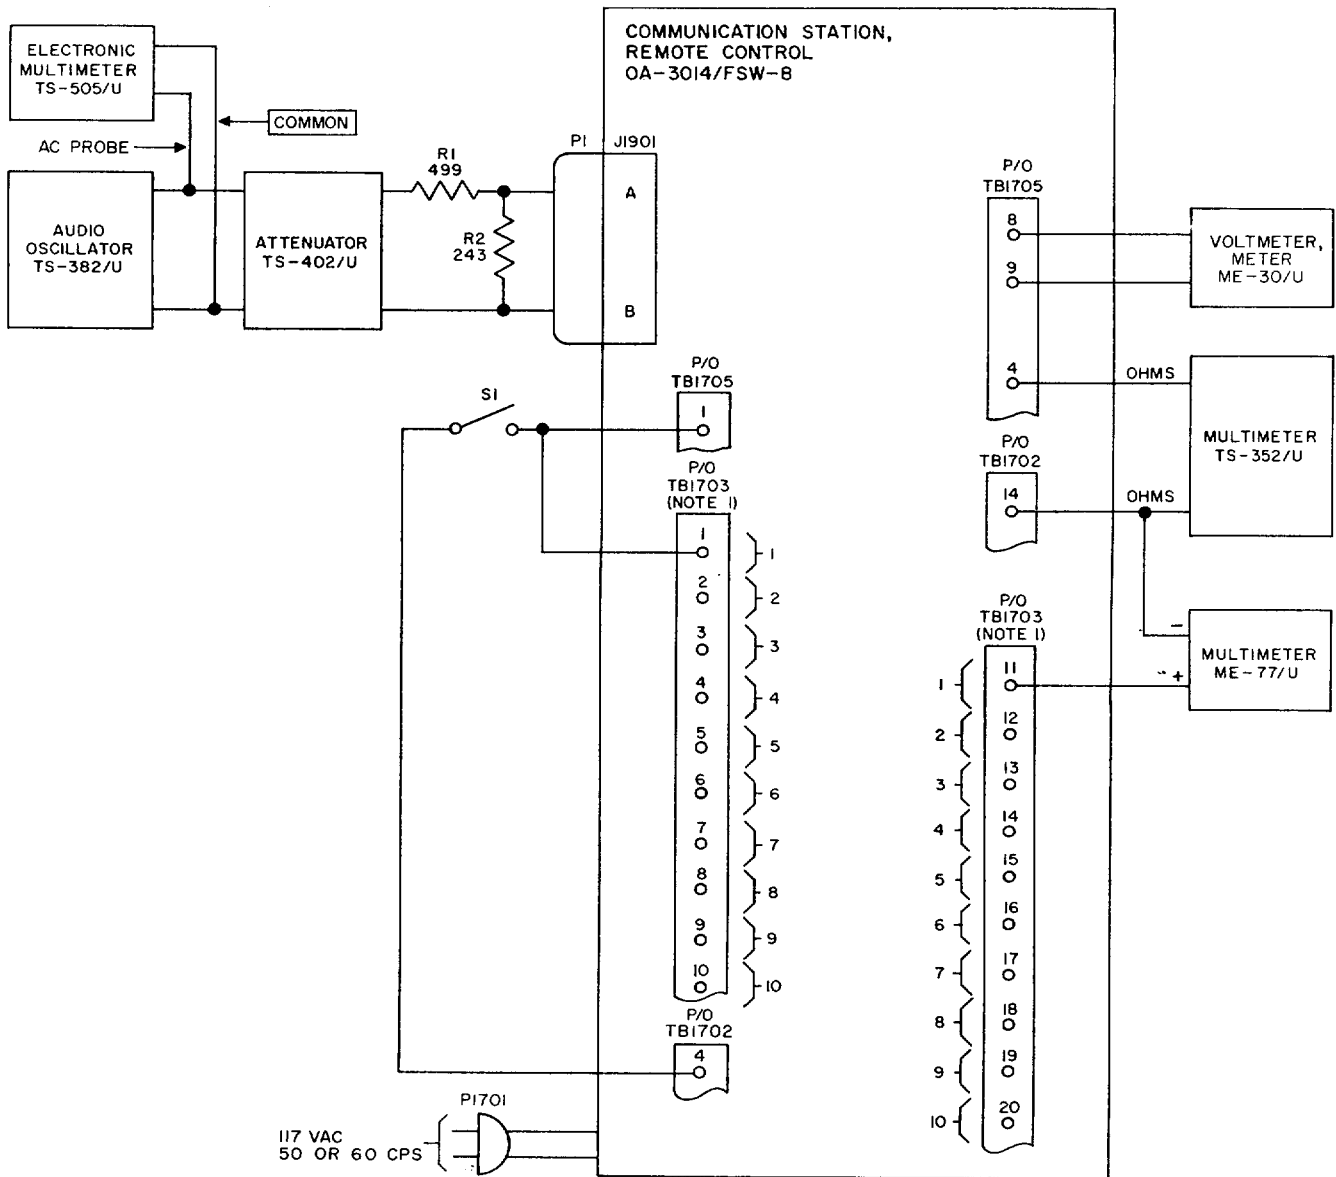 COMMUNICATION STATION,
REMOTE CONTROL
OA-3014/FSW-8
ELECTRONIC
MULTIMETER
TS-505/U
COMMON
AC PROBE
AUDIO
OSCILLATOR
TS-382/U
ATTENUATOR
TS-402/U
R1
499
R2
243
P1
J1901
A
B
S1
P/O
TB1705
1
P/O
TB1703
(NOTE 1)
1
1
2
2
3
3
4
4
5
5
6
6
7
7
8
8
9
9
10
10
P/O
TB1702
4
P1701
117 VAC
50 OR 60 CPS
P/O
TB1705
8
9
4
VOLTMETER,
METER
ME-30/U
OHMS
MULTIMETER
TS-352/U
P/O
TB1702
14
OHMS
P/O
TB1703
(NOTE 1)
-
+
MULTIMETER
ME-77/U
1
11
2
12
3
13
4
14
5
15
6
16
7
17
8
18
9
19
10
20